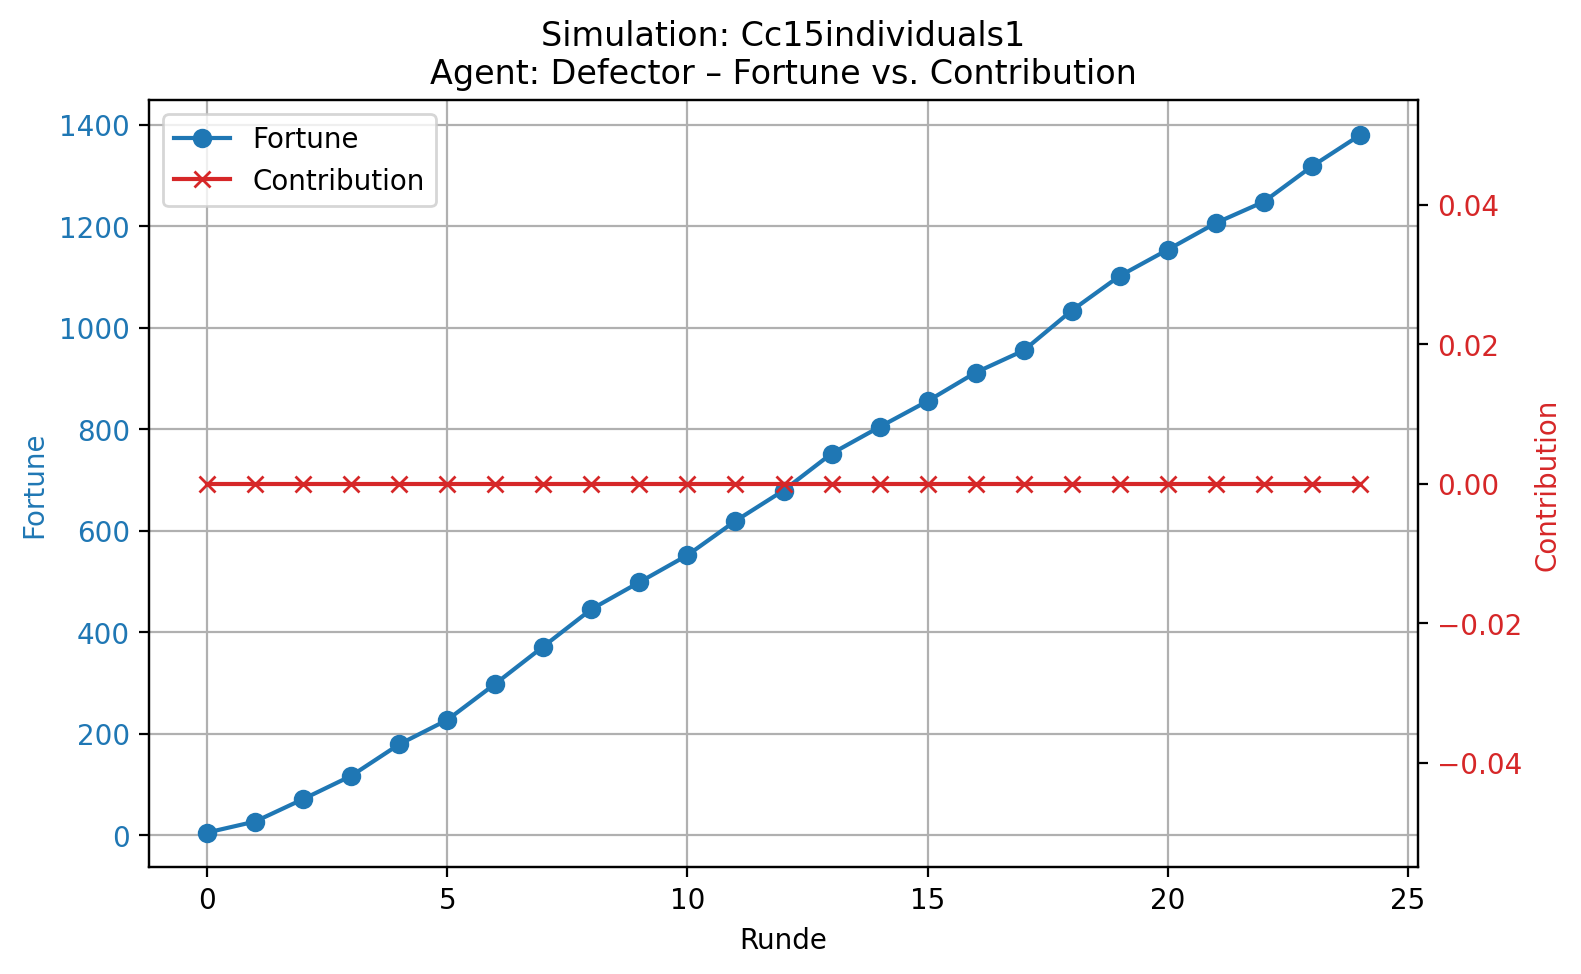 Simulation: Cc15individuals1
Agent: Defector – Fortune vs. Contribution
Fortune
Contribution
1400
1200
1000
800
600
400
200
0
Fortune
0.04
0.02
0.00
−0.02
−0.04
Contribution
0 5 10 15 20 25
Runde